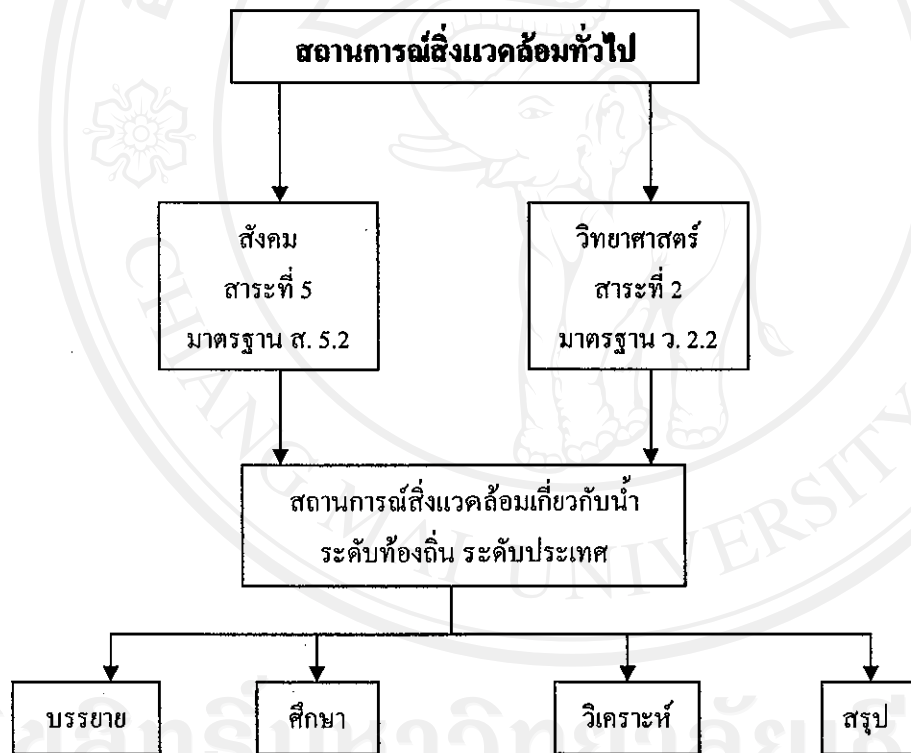 สถานการณ์สิ่งแวดล้อมทั่วไป
สังคม
สาระที่ 5
มาตรฐาน ส. 5.2
วิทยาศาสตร์
สาระที่ 2
มาตรฐาน ว. 2.2
สถานการณ์สิ่งแวดล้อมเกี่ยวกับน้ำ
ระดับท้องถิ่น ระดับประเทศ
บรรยาย
ศึกษา
วิเคราะห์
สรุป
CHIANG MAI UNIVERSITY